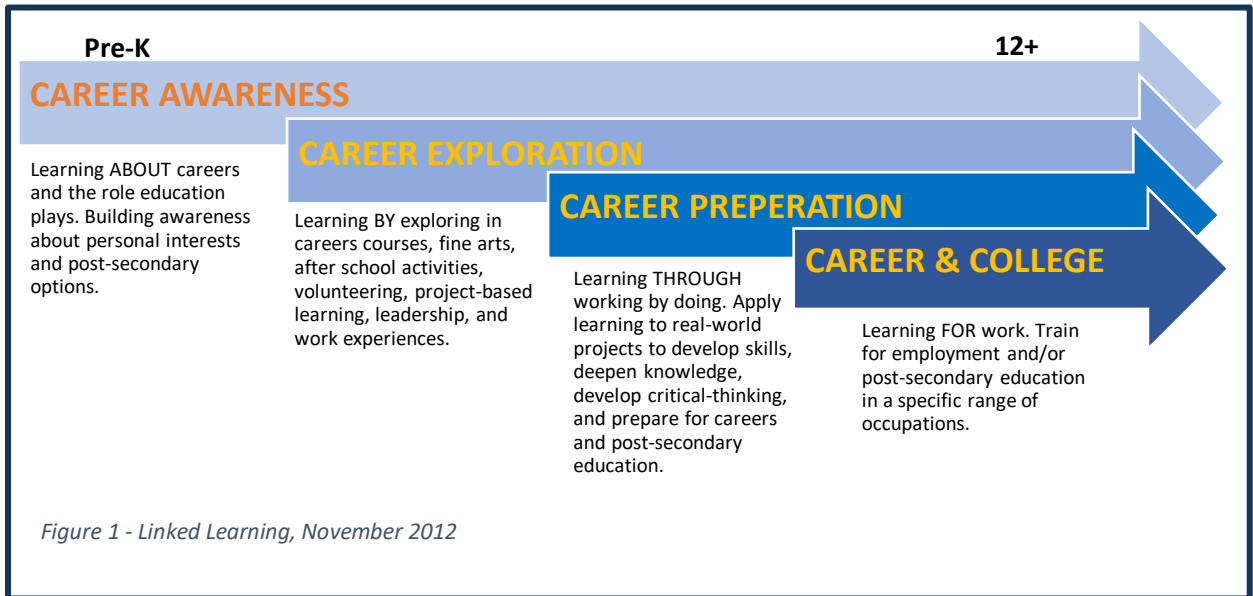 Pre-K
12+
CAREER AWARENESS
Learning ABOUT careers
and the role education
plays. Building awareness
about personal interests
and post-secondary
options.
CAREER EXPLORATION
Learning BY exploring in
careers courses, fine arts,
after school activities,
volunteering, project-based
learning, leadership, and
work experiences.
CAREER PREPERATION
Learning THROUGH
working by doing. Apply
learning to real-world
projects to develop skills,
deepen knowledge,
develop critical-thinking,
and prepare for careers
and post-secondary
education.
CAREER & COLLEGE
Learning FOR work. Train
for employment and/or
post-secondary education
in a specific range of
occupations.
Figure 1 - Linked Learning, November 2012